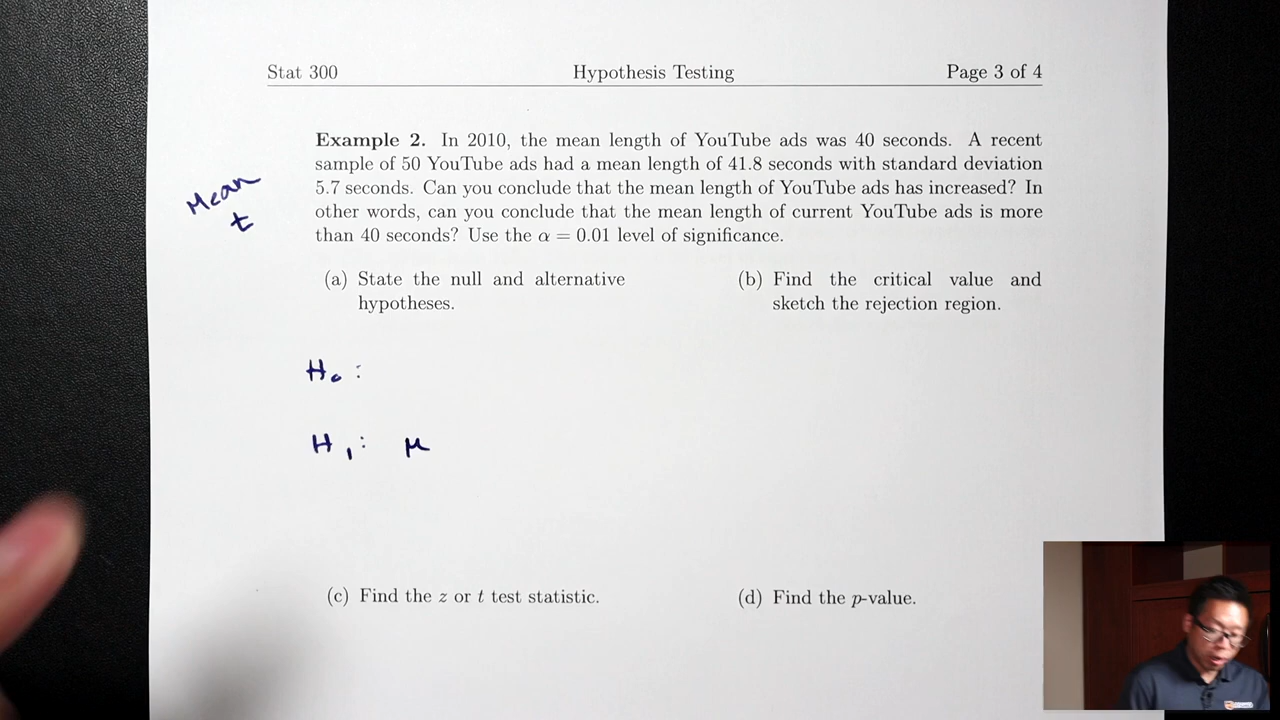 Stat 300 Hypothesis Testing Page 3 of 4
Example 2. In 2010, the mean length of YouTube ads was 40 seconds. A recent
sample of 50 YouTube ads had a mean length of 41.8 seconds with standard deviation
5.7 seconds. Can you conclude that the mean length of YouTube ads has increased? In
other words, can you conclude that the mean length of current YouTube ads is more
than 40 seconds? Use the α = 0.01 level of significance.
Mean
t
(a) State the null and alternative
hypotheses.
(b) Find the critical value and
sketch the rejection region.
H₀ :
H₁ : μ
(c) Find the z or t test statistic.
(d) Find the p-value.